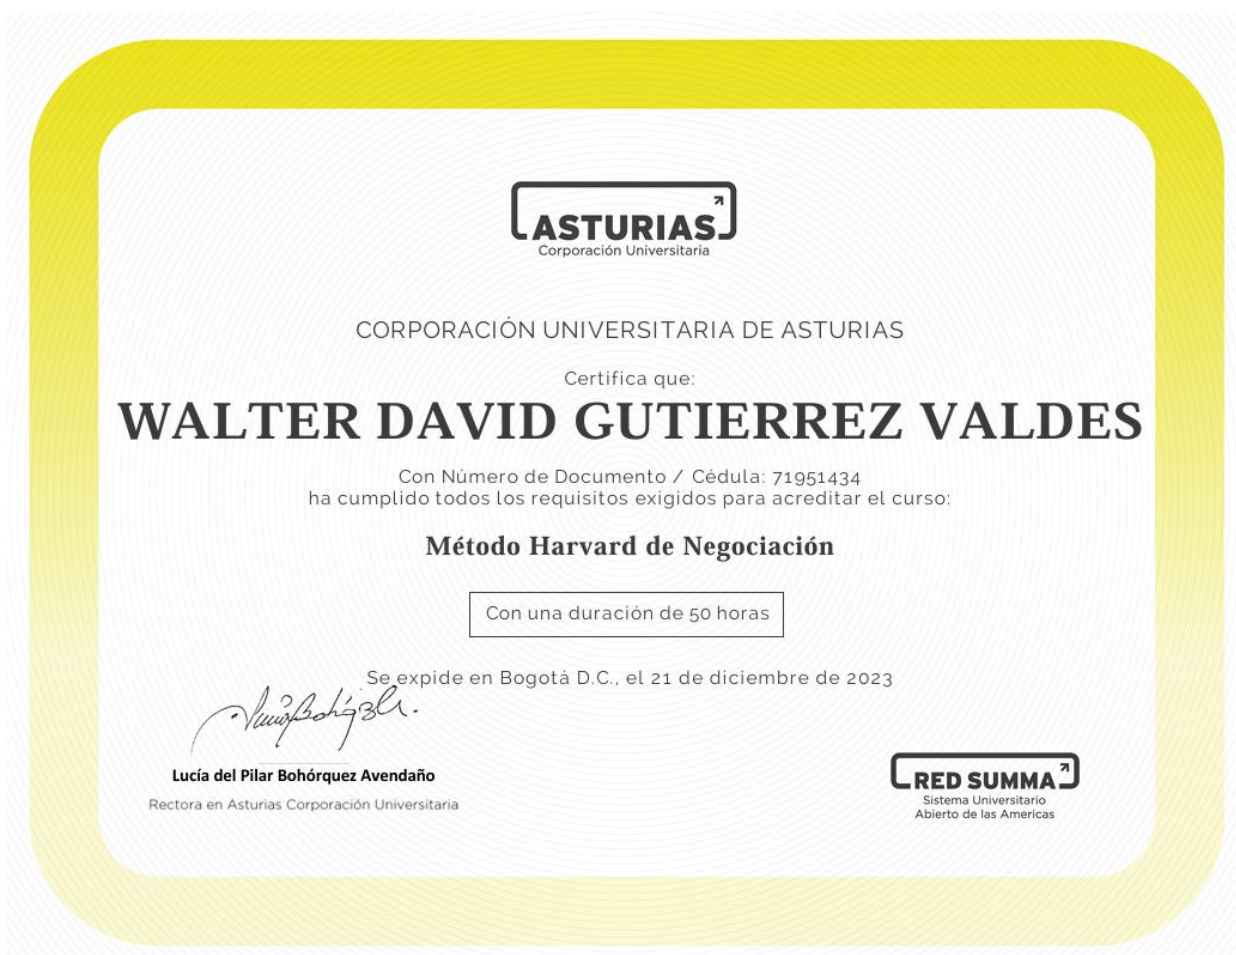 ASTURIAS
Corporación Universitaria
CORPORACIÓN UNIVERSITARIA DE ASTURIAS
Certifica que:
WALTER DAVID GUTIERREZ VALDES
Con Número de Documento / Cédula: 71951434
ha cumplido todos los requisitos exigidos para acreditar el curso:
Método Harvard de Negociación
Con una duración de 50 horas
Se expide en Bogotá D.C., el 21 de diciembre de 2023
Lucía del Pilar Bohórquez Avendaño
Rectora en Asturias Corporación Universitaria
RED SUMMA
Sistema Universitario
Abierto de las Americas